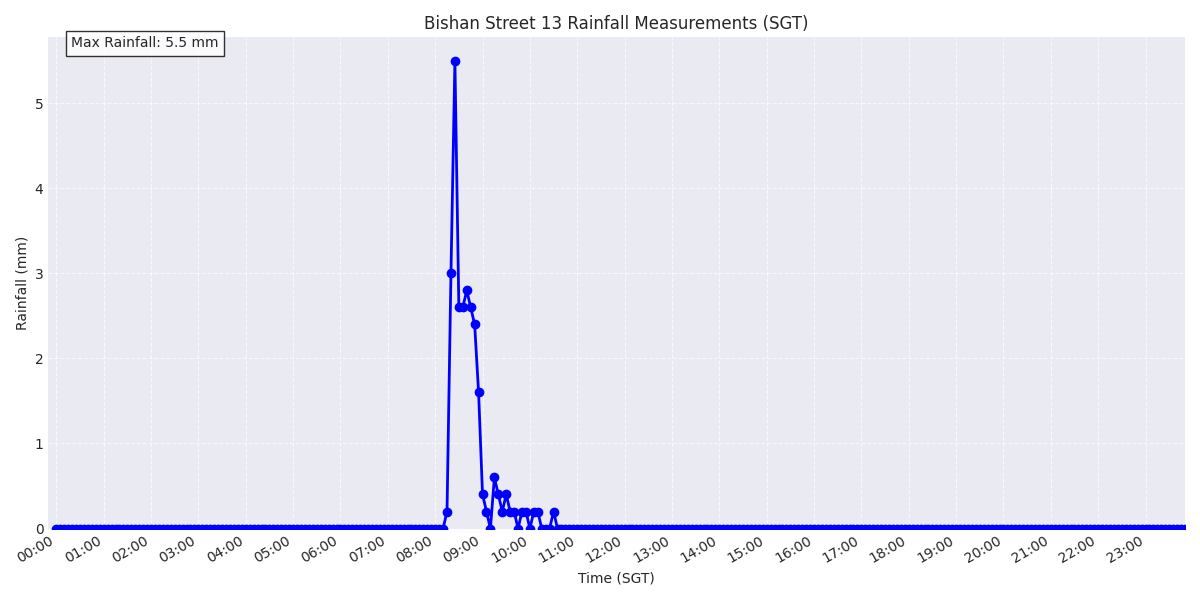 Bishan Street 13 Rainfall Measurements (SGT)
Max Rainfall: 5.5 mm
Rainfall (mm)
5
4
3
2
1
0
00:00 01:00 02:00 03:00 04:00 05:00 06:00 07:00 08:00 09:00 10:00 11:00 12:00 13:00 14:00 15:00 16:00 17:00 18:00 19:00 20:00 21:00 22:00 23:00
Time (SGT)